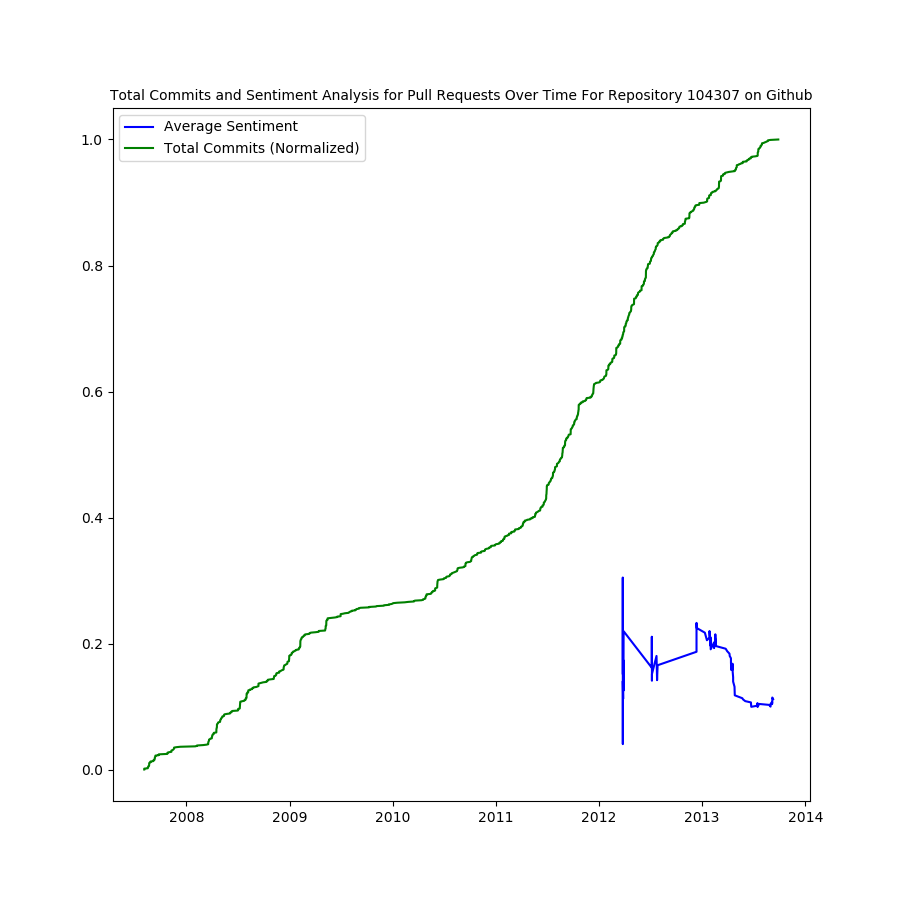 Total Commits and Sentiment Analysis for Pull Requests Over Time For Repository 104307 on Github
Average Sentiment
Total Commits (Normalized)
1.0
0.8
0.6
0.4
0.2
0.0
2008 2009 2010 2011 2012 2013 2014